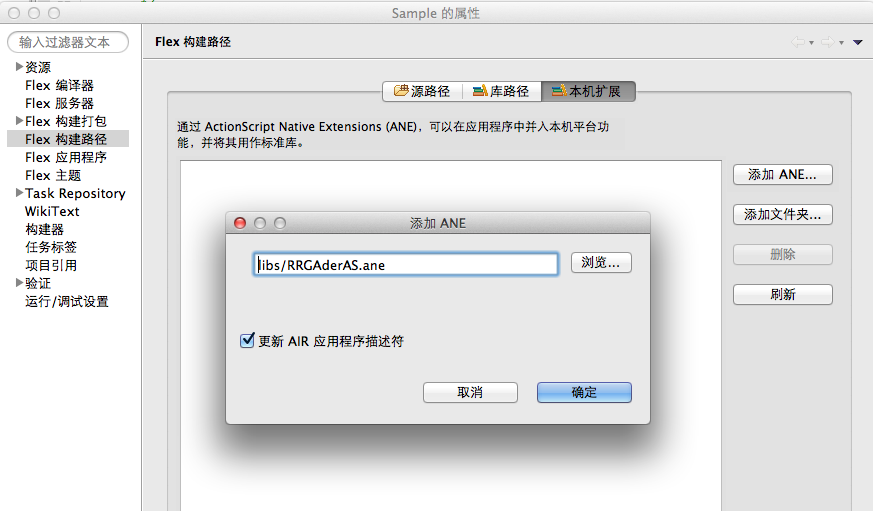 Sample 的属性
输入过滤器文本
资源
Flex 编译器
Flex 服务器
Flex 构建打包
Flex 构建路径
Flex 应用程序
Flex 主题
Task Repository
WikiText
构建器
任务标签
项目引用
验证
运行/调试设置
Flex 构建路径
源路径
库路径
本机扩展
通过 ActionScript Native Extensions (ANE)，可以在应用程序中并入本机平台功
能，并将其用作标准库。
添加 ANE...
添加文件夹...
删除
刷新
添加 ANE
libs/RRGAderAS.ane
浏览...
更新 AIR 应用程序描述符
取消
确定